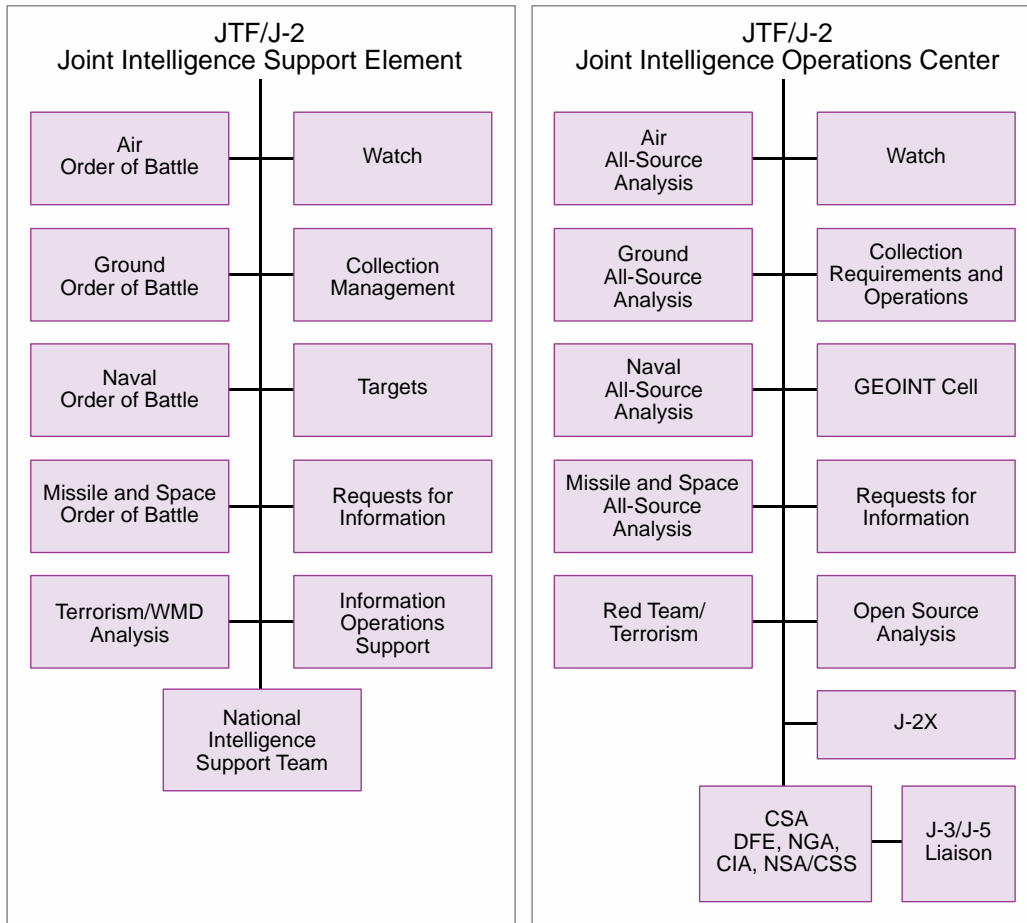 JTF/J-2
Joint Intelligence Support Element
Air
Order of Battle
Watch
Ground
Order of Battle
Collection
Management
Naval
Order of Battle
Targets
Missile and Space
Order of Battle
Requests for
Information
Terrorism/WMD
Analysis
Information
Operations
Support
National
Intelligence
Support Team
JTF/J-2
Joint Intelligence Operations Center
Air
All-Source
Analysis
Watch
Ground
All-Source
Analysis
Collection
Requirements and
Operations
Naval
All-Source
Analysis
GEOINT Cell
Missile and Space
All-Source
Analysis
Requests for
Information
Red Team/
Terrorism
Open Source
Analysis
J-2X
CSA
DFE, NGA,
CIA, NSA/CSS
J-3/J-5
Liaison